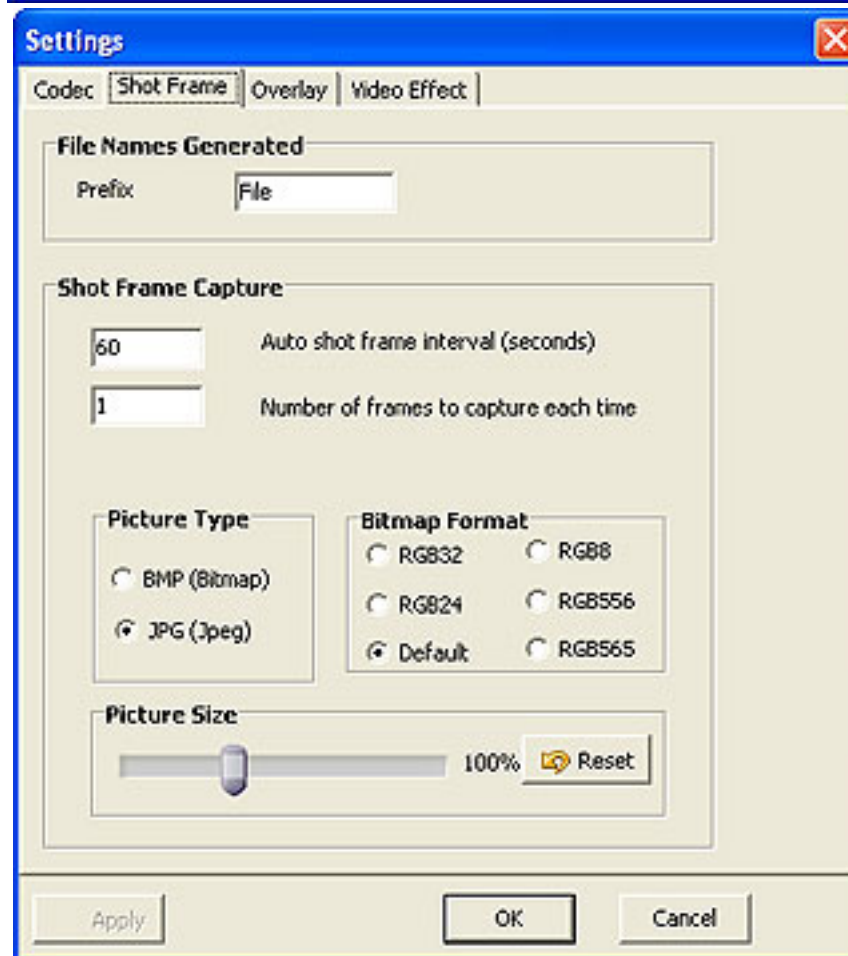 Settings
Codec Shot Frame Overlay Video Effect
File Names Generated
Prefix File
Shot Frame Capture
60 Auto shot frame interval (seconds)
1 Number of frames to capture each time
Picture Type
BMP (Bitmap)
JPG (Jpeg)
Bitmap Format
RGB32 RGB8
RGB24 RGB556
Default RGB565
Picture Size
100% Reset
Apply OK Cancel